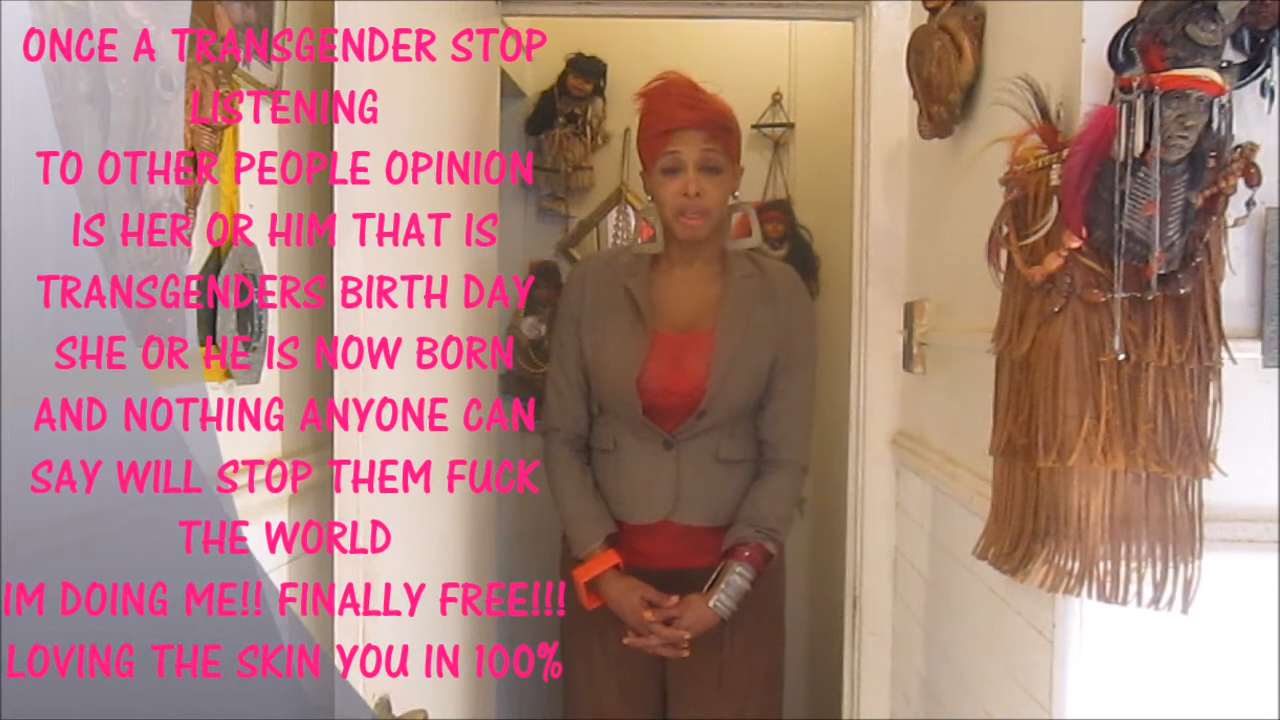 ONCE A TRANSGENDER STOP
LISTENING
TO OTHER PEOPLE OPINION
IS HER OR HIM THAT IS
TRANSGENDERS BIRTH DAY
SHE OR HE IS NOW BORN
AND NOTHING ANYONE CAN
SAY WILL STOP THEM FUCK
THE WORLD
IM DOING ME!! FINALLY FREE!!!
LOVING THE SKIN YOU IN 100%